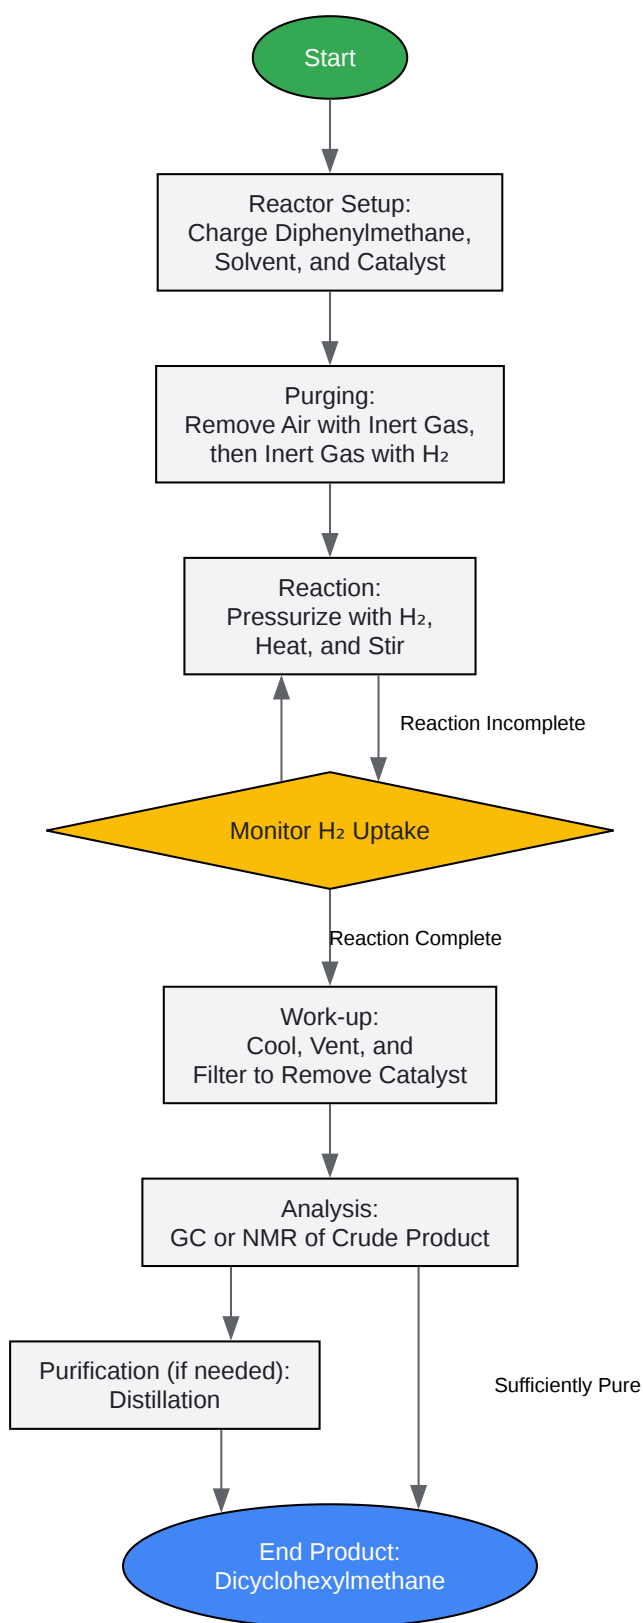 Start
Reactor Setup:
Charge Diphenylmethane,
Solvent, and Catalyst
Purging:
Remove Air with Inert Gas,
then Inert Gas with H₂
Reaction:
Pressurize with H₂,
Heat, and Stir
Reaction Incomplete
Monitor H₂ Uptake
Reaction Complete
Work-up:
Cool, Vent, and
Filter to Remove Catalyst
Analysis:
GC or NMR of Crude Product
Purification (if needed):
Distillation
Sufficiently Pure
End Product:
Dicyclohexylmethane